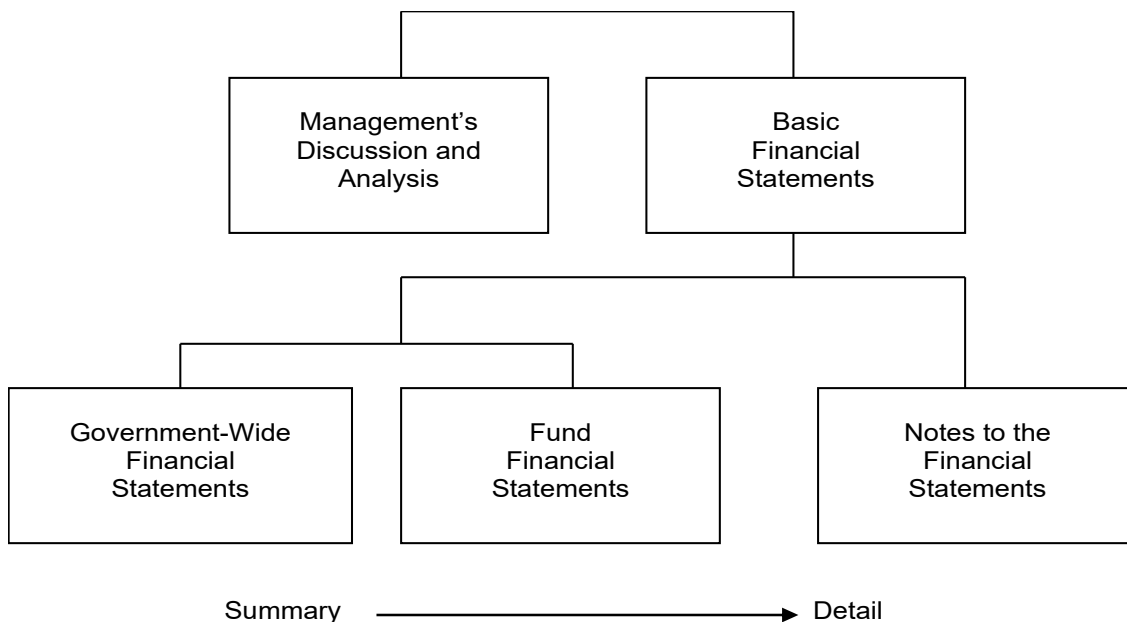 Management’s
Discussion and
Analysis
Basic
Financial
Statements
Government-Wide
Financial
Statements
Fund
Financial
Statements
Notes to the
Financial
Statements
Summary
Detail